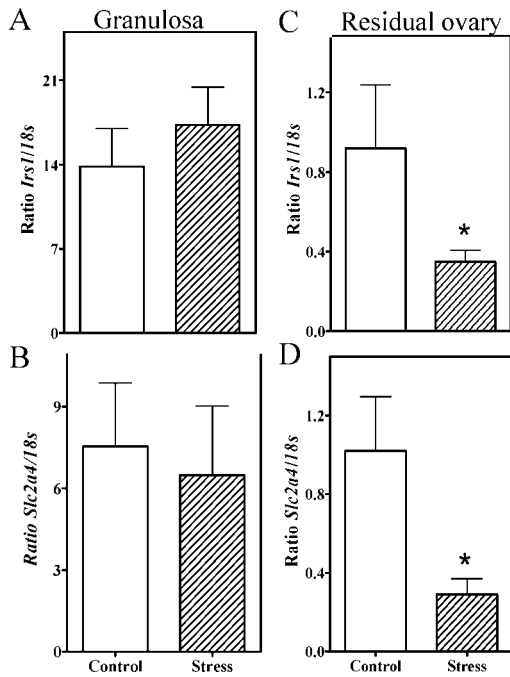 A
Granulosa
Ratio Irs1/18s
21
14
7
0
C
Residual ovary
Ratio Irs1/18s
1.2
0.8
0.4
0.0
*
B
Ratio Slc2a4/18s
9
6
3
0
Control
Stress
D
Ratio Slc2a4/18s
1.2
0.8
0.4
0.0
*
Control
Stress